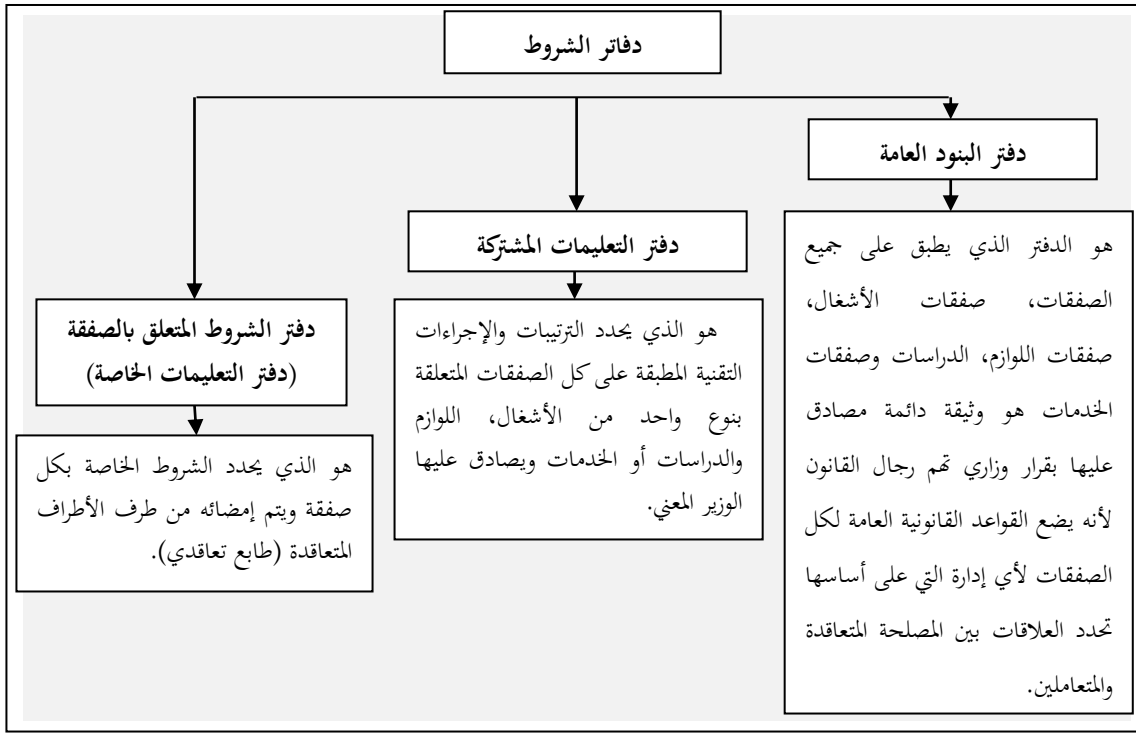 دفاتر الشروط
دفتر البنود العامة
هو الدفتر الذي يطبق على جميع
الصفقات، صفقات الأشغال،
صفقات اللوازم، الدراسات وصفقات
الخدمات هو وثيقة دائمة مصادق
عليها بقرار وزاري تهم رجال القانون
لأنه يضع القواعد القانونية العامة لكل
الصفقات لأي إدارة التي على أساسها
تحدد العلاقات بين المصلحة المتعاقدة
والمتعاملين.
دفتر التعليمات المشتركة
هو الذي يحدد الترتيبات والإجراءات
التقنية المطبقة على كل الصفقات المتعلقة
بنوع واحد من الأشغال، اللوازم
والدراسات أو الخدمات ويصادق عليها
الوزير المعني.
دفتر الشروط المتعلق بالصفقة
(دفتر التعليمات الخاصة)
هو الذي يحدد الشروط الخاصة بكل
صفقة ويتم إمضائه من طرف الأطراف
المتعاقدة (طابع تعاقدي).